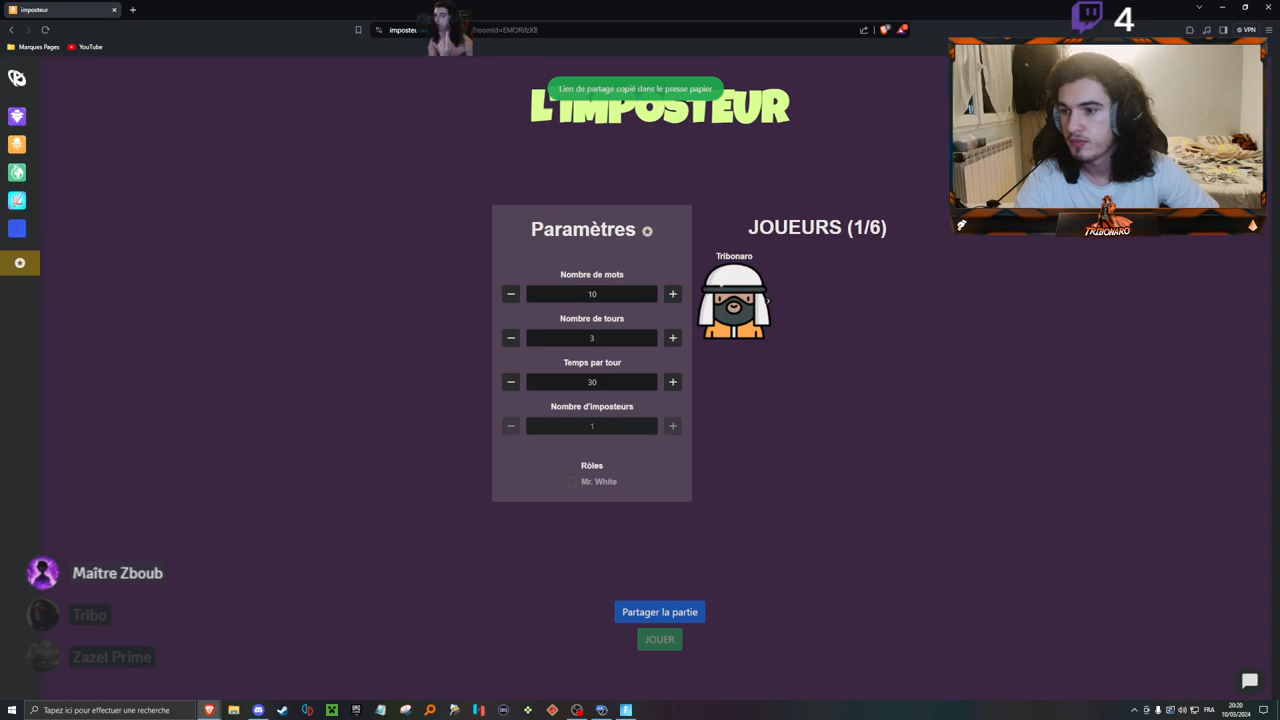 imposteur
4
imposteu
?roomId=EMOf6fzXB
VPN
Marques Pages
YouTube
Lien de partage copié dans le presse papier
L'IMPOSTEUR
TRIBONARO
Paramètres
JOUEURS (1/6)
Nombre de mots
Tribonaro
10
Nombre de tours
3
Temps par tour
30
Nombre d'imposteurs
1
Rôles
Mr. White
Maître Zboub
Tribo
Partager la partie
JOUER
Zazel Prime
Tapez ici pour effectuer une recherche
FRA
20:20
10/03/2024